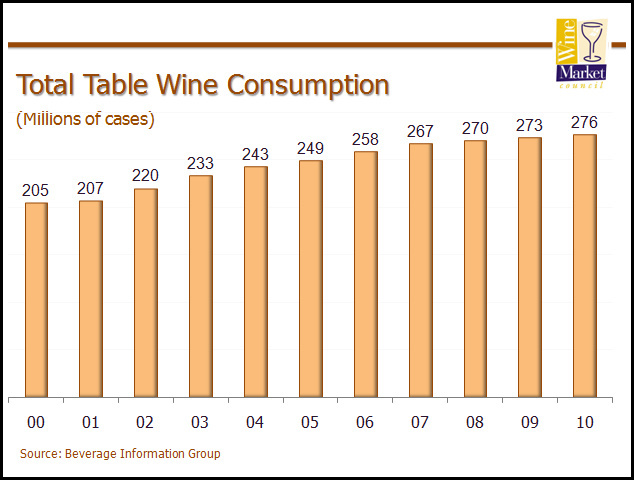 Wine
Market
council
Total Table Wine Consumption
(Millions of cases)
205 207 220 233 243 249 258 267 270 273 276
00 01 02 03 04 05 06 07 08 09 10
Source: Beverage Information Group